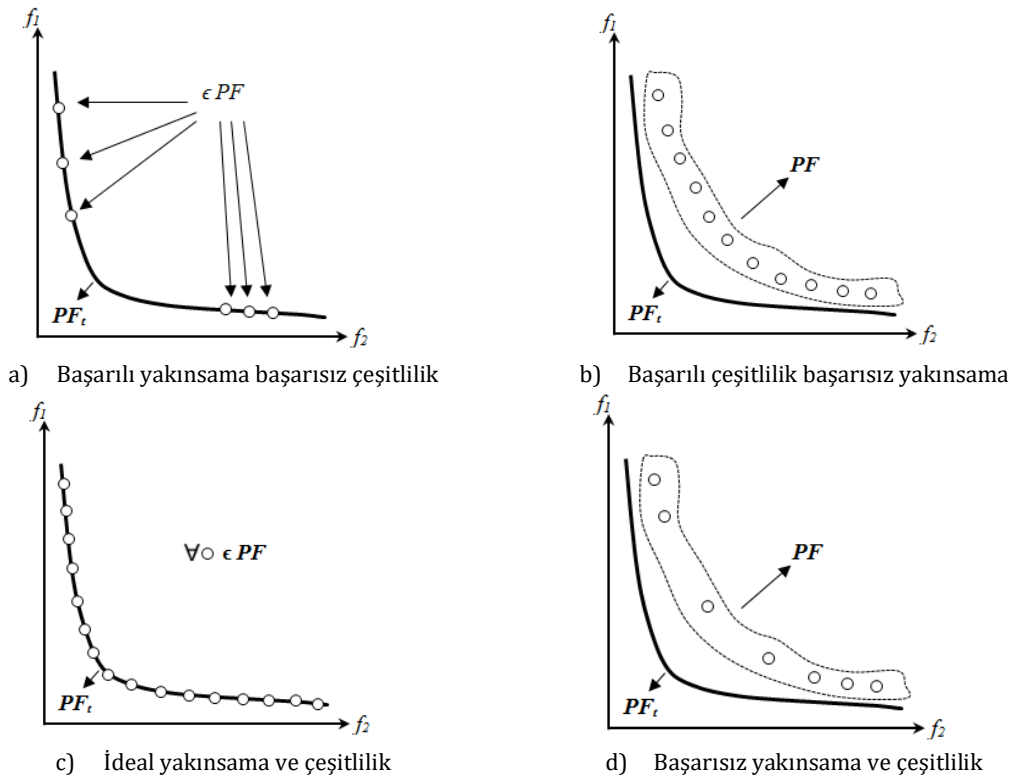 f1
ϵ PF
PFt
f2
a) Başarılı yakınsama başarısız çeşitlilik
f1
PF
PFt
f2
b) Başarılı çeşitlilik başarısız yakınsama
f1
∀○ ϵ PF
PFt
f2
c) İdeal yakınsama ve çeşitlilik
f1
PF
PFt
f2
d) Başarısız yakınsama ve çeşitlilik